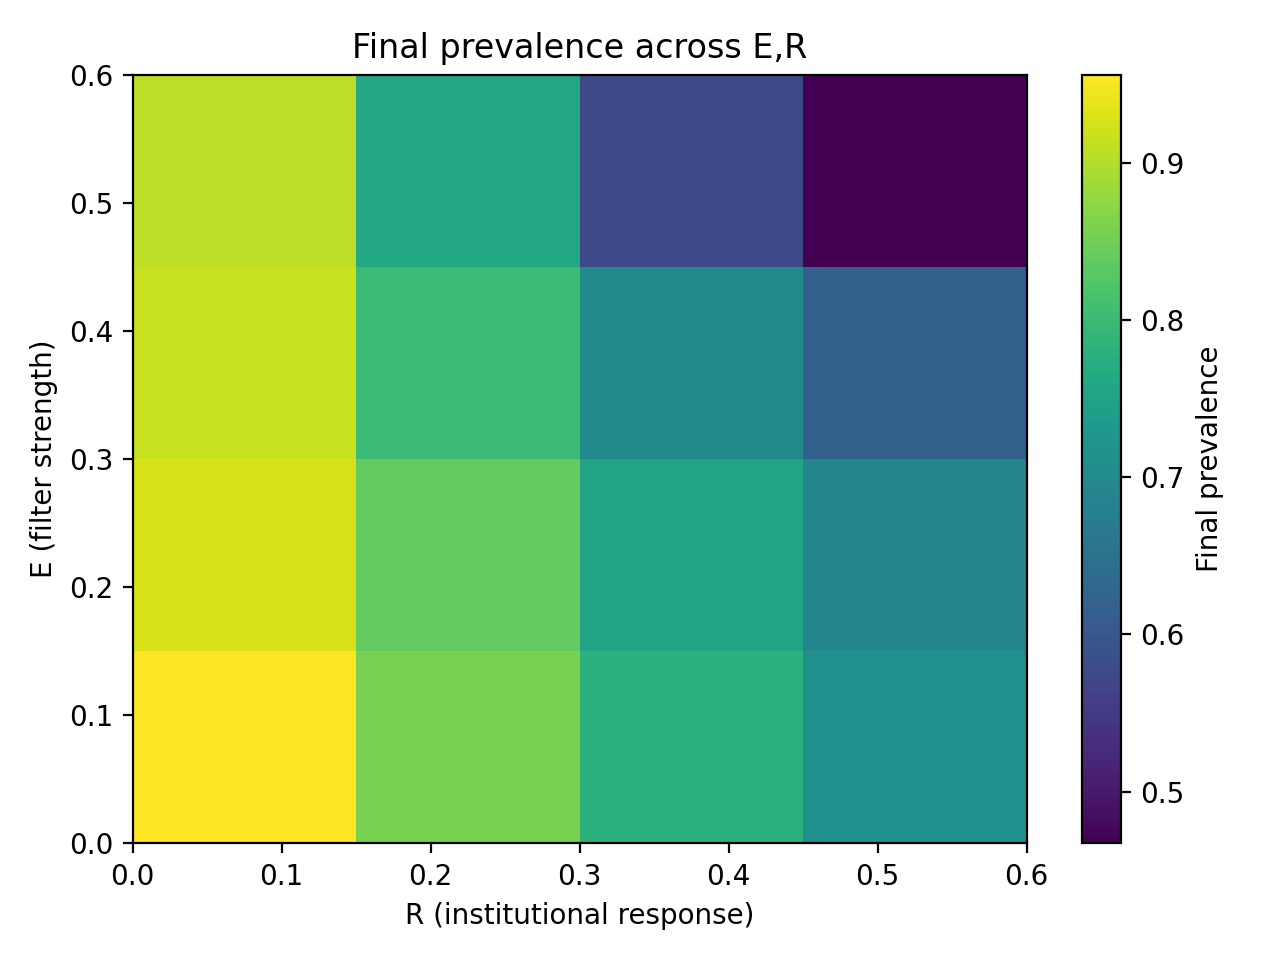 Final prevalence across E,R
0.6
0.5
0.4
0.3
0.2
0.1
0.0
E (filter strength)
0.0 0.1 0.2 0.3 0.4 0.5 0.6
R (institutional response)
0.9
0.8
0.7
0.6
0.5
Final prevalence